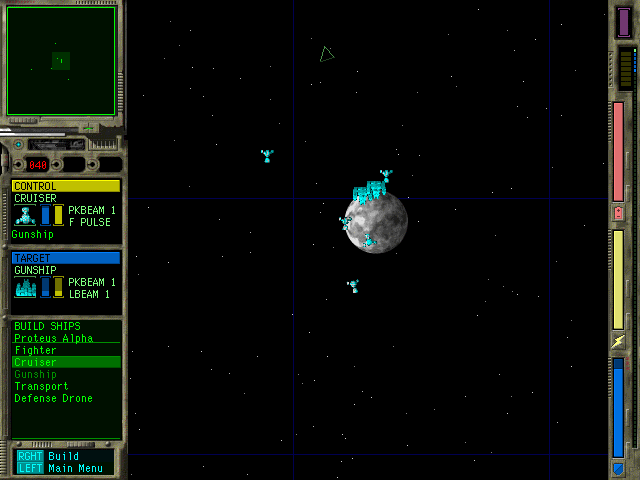 040
CONTROL
CRUISER
PKBEAM 1
F PULSE
Gunship
TARGET
GUNSHIP
PKBEAM 1
LBEAM 1
BUILD SHIPS
Proteus Alpha
Fighter
Cruiser
Gunship
Transport
Defense Drone
RGHT Build
LEFT Main Menu